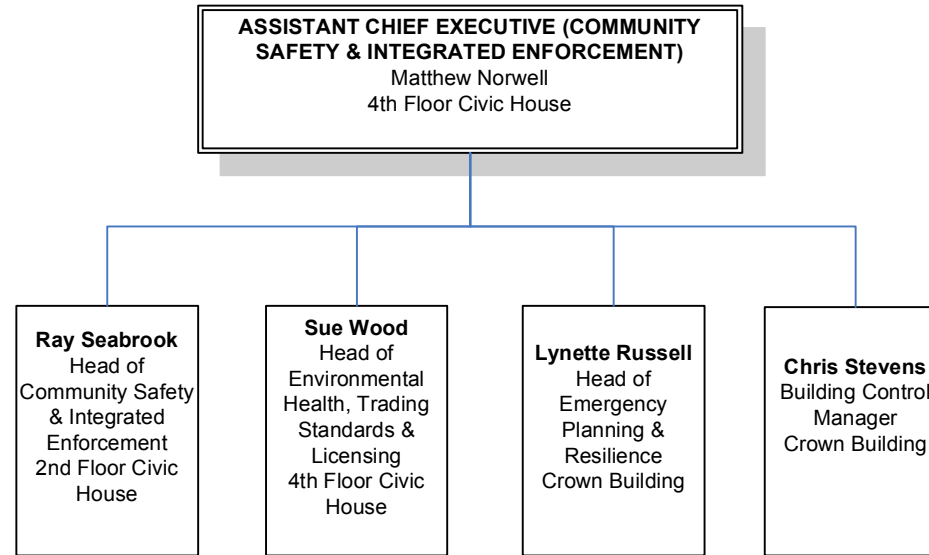 ASSISTANT CHIEF EXECUTIVE (COMMUNITY
SAFETY & INTEGRATED ENFORCEMENT)
Matthew Norwell
4th Floor Civic House
Ray Seabrook
Head of
Community Safety
& Integrated
Enforcement
2nd Floor Civic
House
Sue Wood
Head of
Environmental
Health, Trading
Standards &
Licensing
4th Floor Civic
House
Lynette Russell
Head of
Emergency
Planning &
Resilience
Crown Building
Chris Stevens
Building Control
Manager
Crown Building